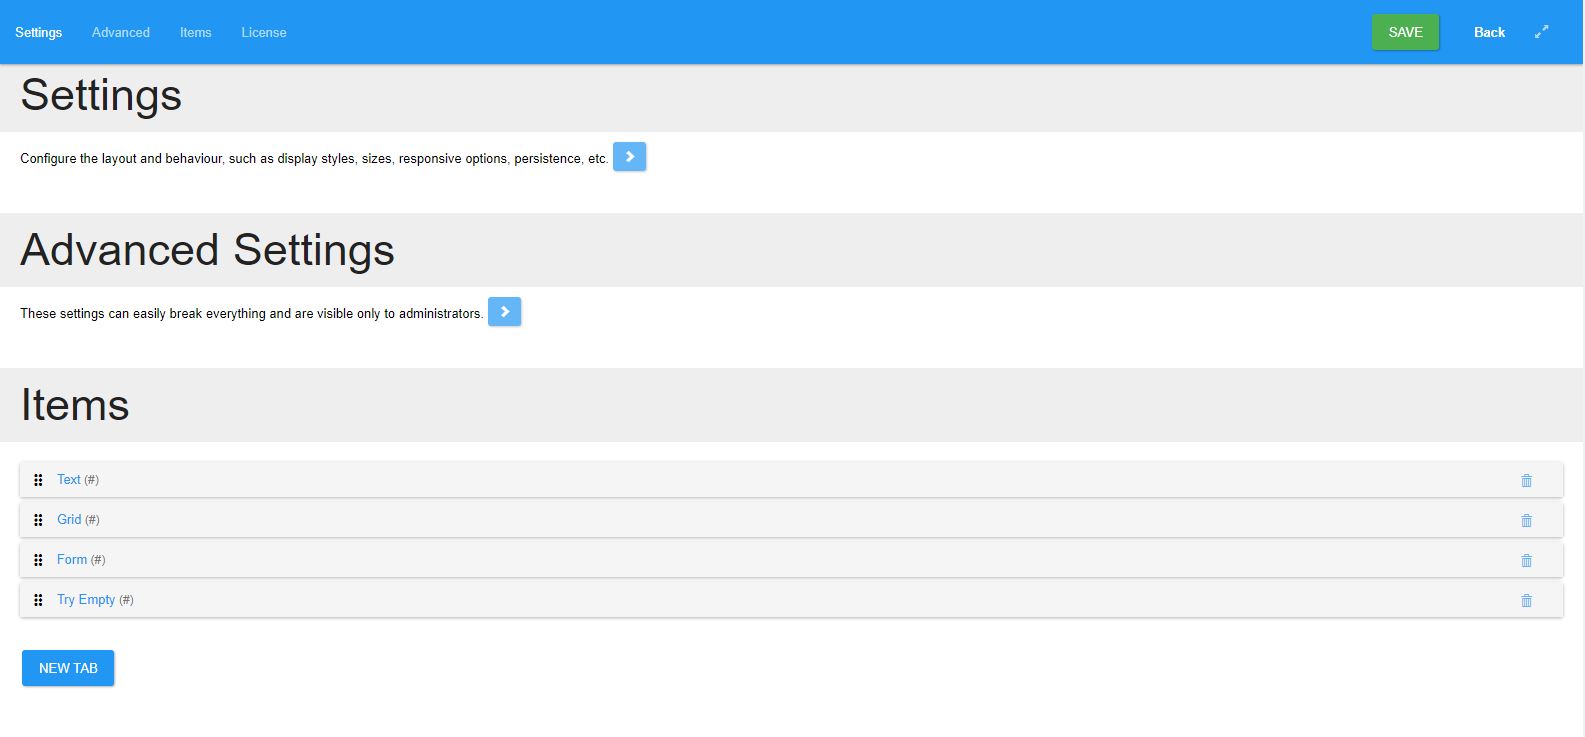 Settings Advanced Items License SAVE Back
Settings
Configure the layout and behaviour, such as display styles, sizes, responsive options, persistence, etc.
Advanced Settings
These settings can easily break everything and are visible only to administrators.
Items
Text (#)
Grid (#)
Form (#)
Try Empty (#)
NEW TAB